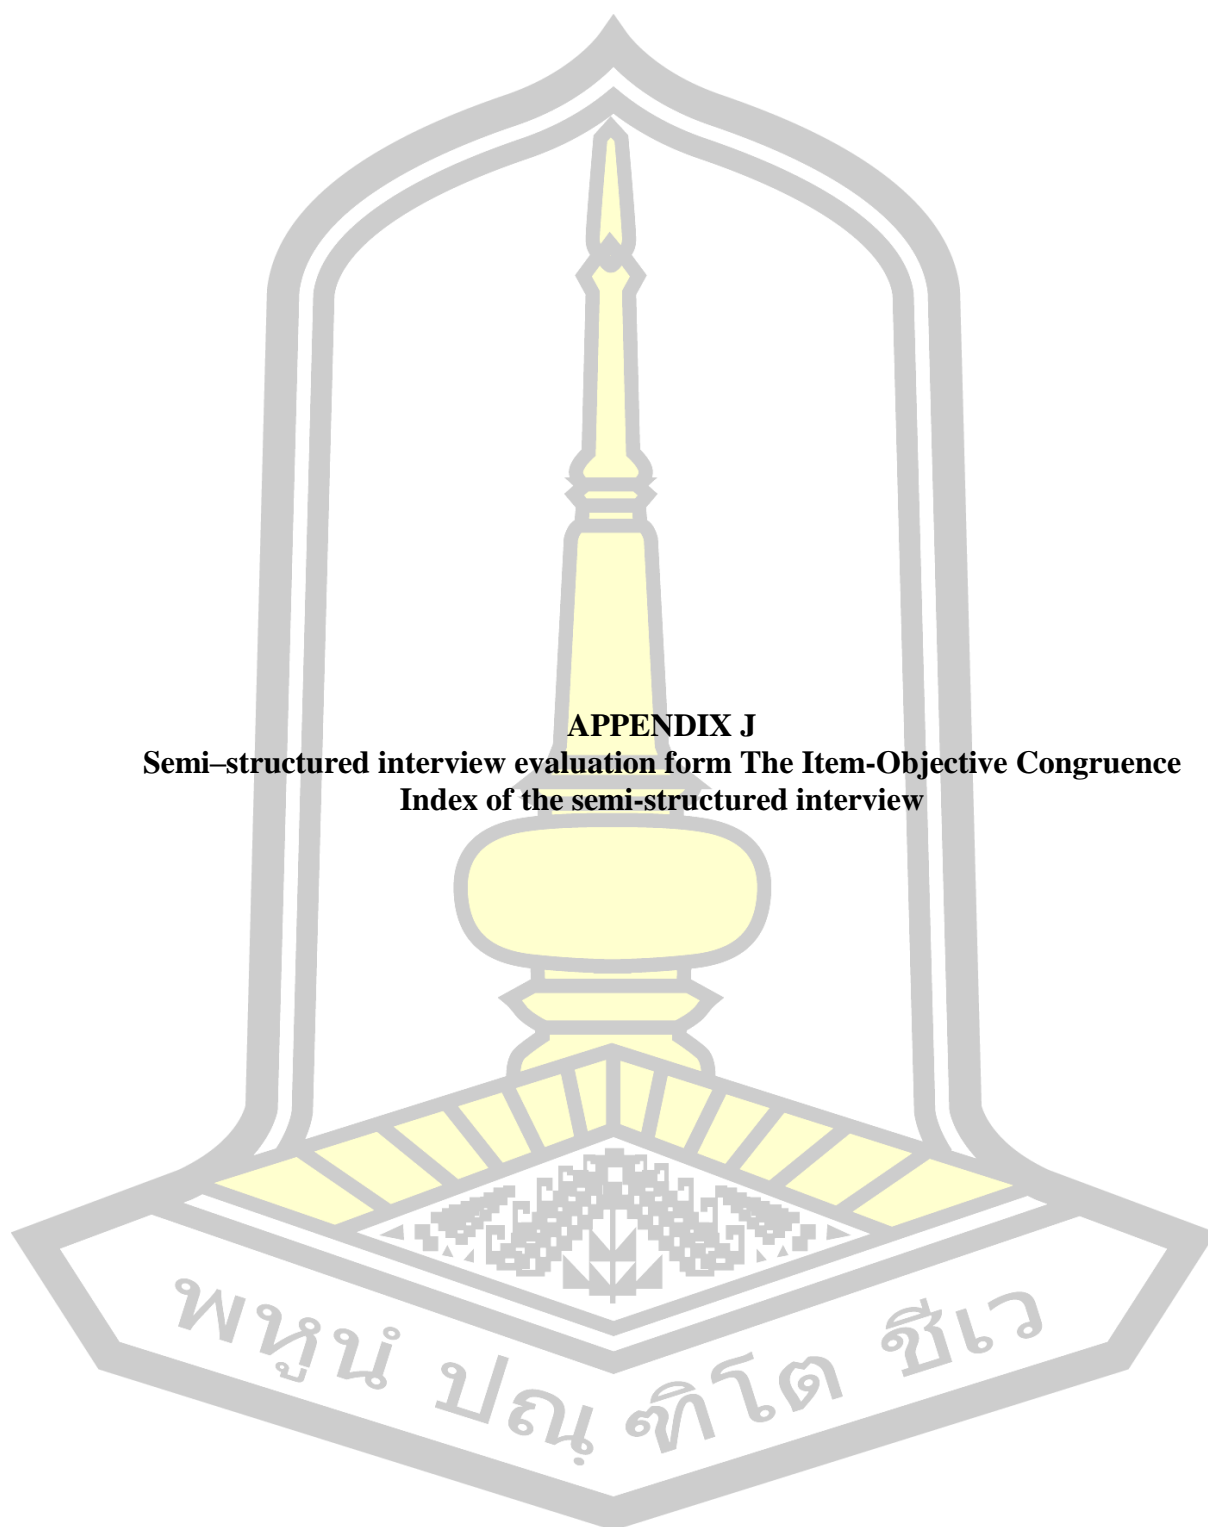 APPENDIX J
Semi–structured interview evaluation form The Item-Objective Congruence
Index of the semi-structured interview
พหูนํ ปณฺฑิโต ชีเว